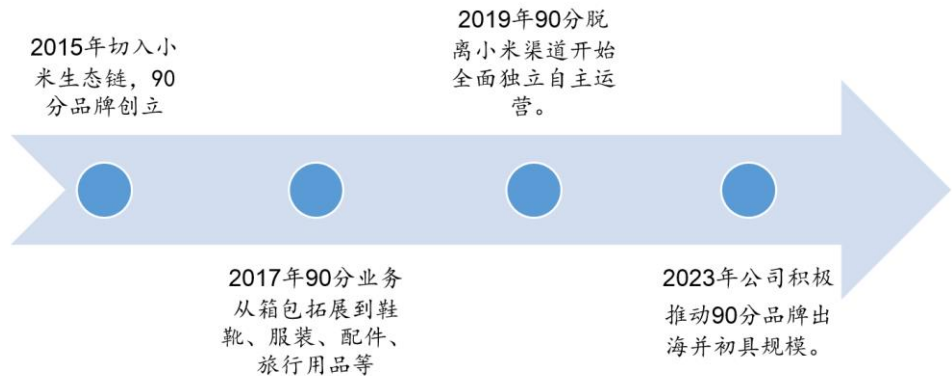 2015年切入小
米生态链，90
分品牌创立
2017年90分业务
从箱包拓展到鞋
靴、服装、配件、
旅行用品等
2019年90分脱
离小米渠道开始
全面独立自主运
营。
2023年公司积极
推动90分品牌出
海并初具规模。